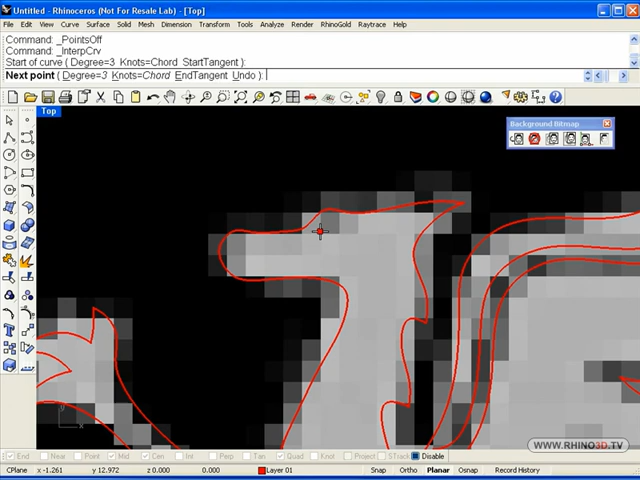 Untitled - Rhinoceros (Not For Resale Lab) - [Top]
File Edit View Curve Surface Solid Mesh Dimension Transform Tools Analyze Render RhinoGold Raytrace Help
Command: _PointsOff
Command: _InterpCrv
Start of curve ( Degree=3 Knots=Chord StartTangent ):
Next point ( Degree=3 Knots=Chord EndTangent Undo ):
Top
Background Bitmap
y
x
WWW.RHINO3D.TV
End Near Point Mid Cen Int Perp Tan Quad Knot Project STrack Disable
CPlane x -1.261 y 12.972 z 0.000 0.000 Layer 01 Snap Ortho Planar Osnap Record History